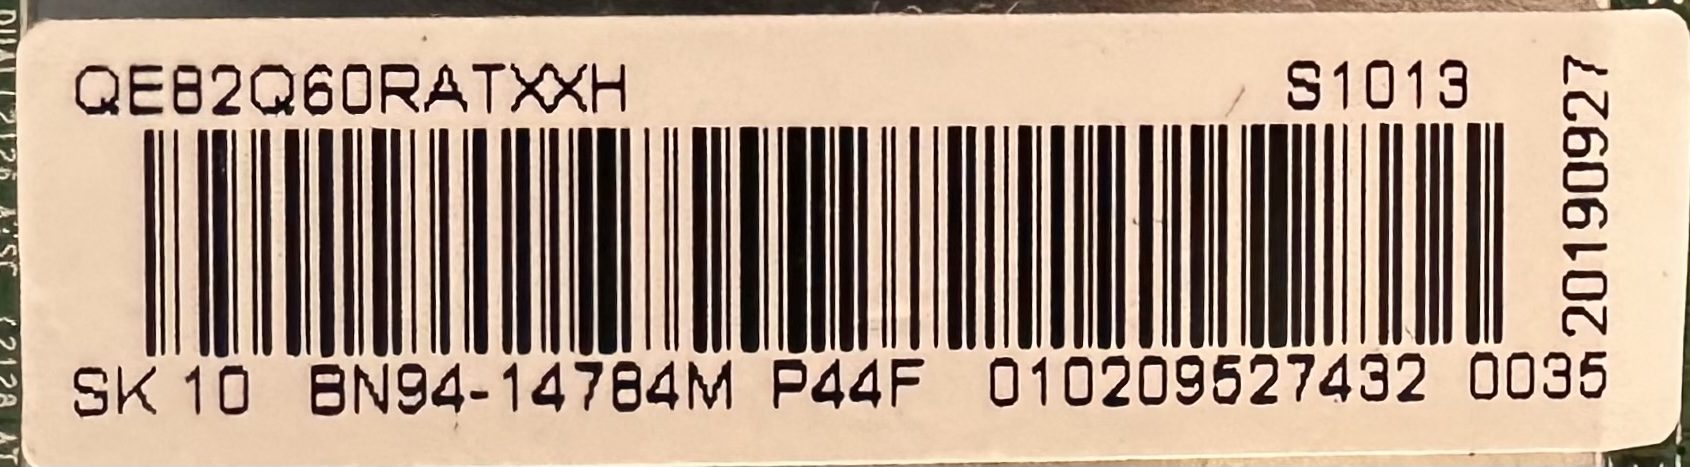 QE82Q60RATXXH S1013
20190927
SK 10 BN94-14784M P44F 010209527432 0035